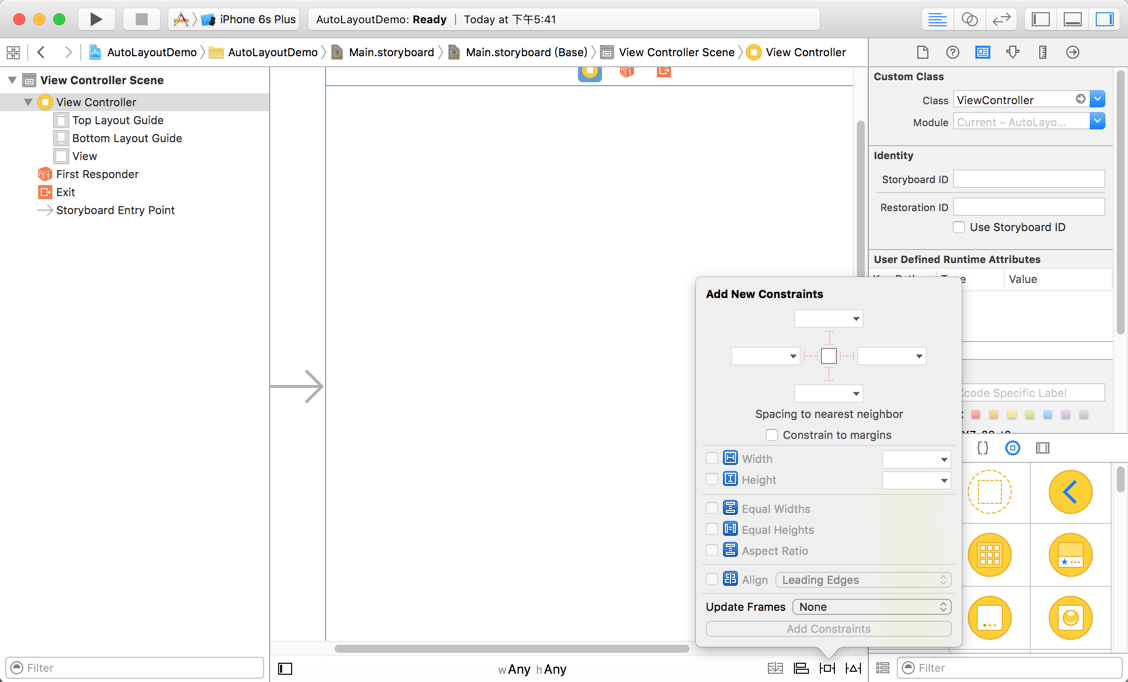 iPhone 6s Plus
AutoLayoutDemo: Ready | Today at 下午5:41
AutoLayoutDemo
AutoLayoutDemo
Main.storyboard
Main.storyboard (Base)
View Controller Scene
View Controller
View Controller Scene
View Controller
Top Layout Guide
Bottom Layout Guide
View
First Responder
Exit
Storyboard Entry Point
Filter
Custom Class
Class ViewController
Module Current – AutoLayo...
Identity
Storyboard ID
Restoration ID
Use Storyboard ID
User Defined Runtime Attributes
Value
Xcode Specific Label
Add New Constraints
Spacing to nearest neighbor
Constrain to margins
Width
Height
Equal Widths
Equal Heights
Aspect Ratio
Align Leading Edges
Update Frames None
Add Constraints
wAny hAny
Filter